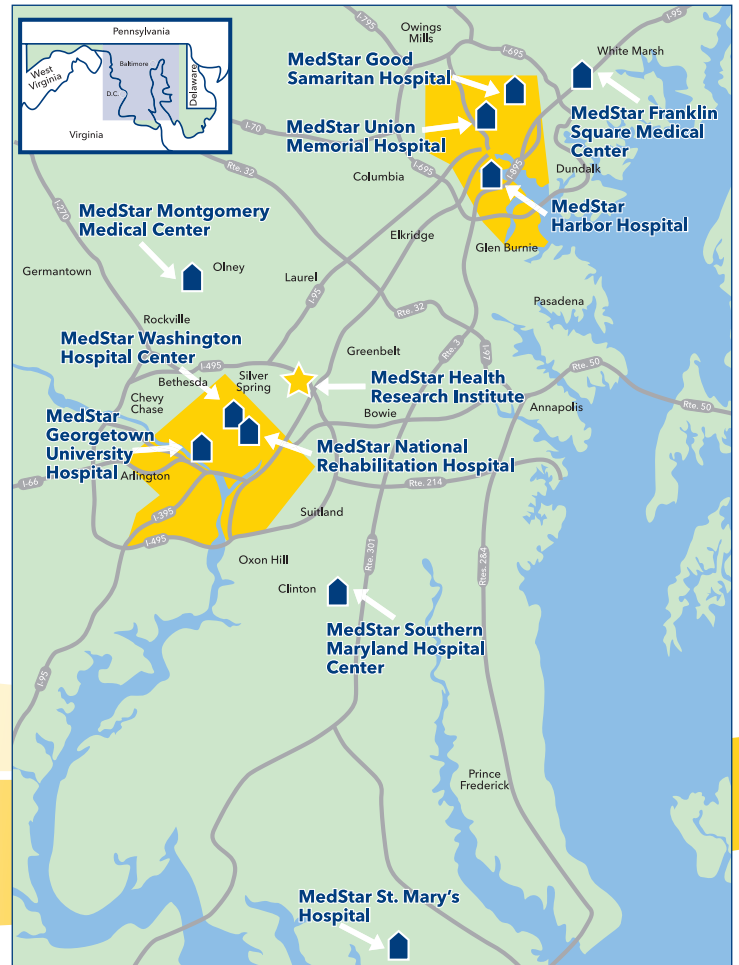 Pennsylvania
West
Virginia
Baltimore
D.C.
Delaware
Virginia
I-795
Owings
Mills
I-695
White Marsh
I-95
MedStar Good
Samaritan Hospital
MedStar Franklin
Square Medical
Center
MedStar Union
Memorial Hospital
I-70
Rte. 32
I-695
I-895
Columbia
Dundalk
MedStar
Harbor Hospital
I-270
MedStar Montgomery
Medical Center
Elkridge
Glen Burnie
Germantown
Olney
Laurel
I-95
Pasadena
Rockville
Rte. 32
MedStar Washington
Hospital Center
Rte. 3
I-97
Greenbelt
I-495
Rte. 50
Bethesda
Silver
Spring
MedStar Health
Research Institute
Chevy
Chase
Bowie
Annapolis
Rte. 50
MedStar
Georgetown
University
Hospital
MedStar National
Rehabilitation Hospital
Arlington
I-66
Rte. 214
I-395
Suitland
I-495
Oxon Hill
Rte. 301
Rtes. 2&4
Clinton
MedStar Southern
Maryland Hospital
Center
I-95
Prince
Frederick
MedStar St. Mary's
Hospital